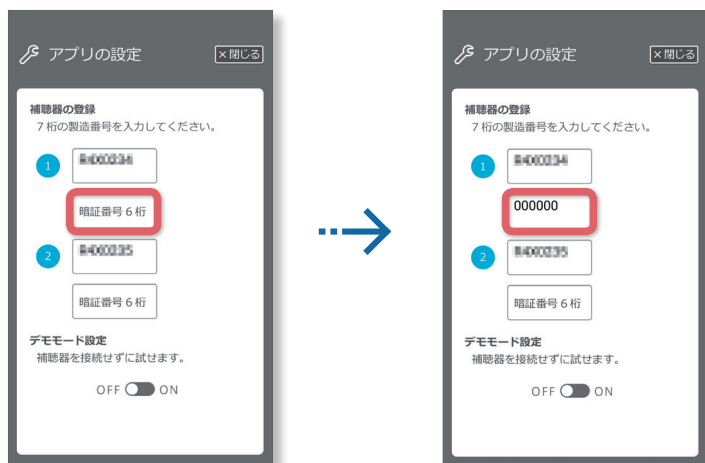 アプリの設定
×閉じる
補聴器の登録
7桁の製造番号を入力してください。
1
暗証番号6桁
2
暗証番号6桁
デモモード設定
補聴器を接続せずに試せます。
OFF ON
アプリの設定
×閉じる
補聴器の登録
7桁の製造番号を入力してください。
1
000000
2
暗証番号6桁
デモモード設定
補聴器を接続せずに試せます。
OFF ON